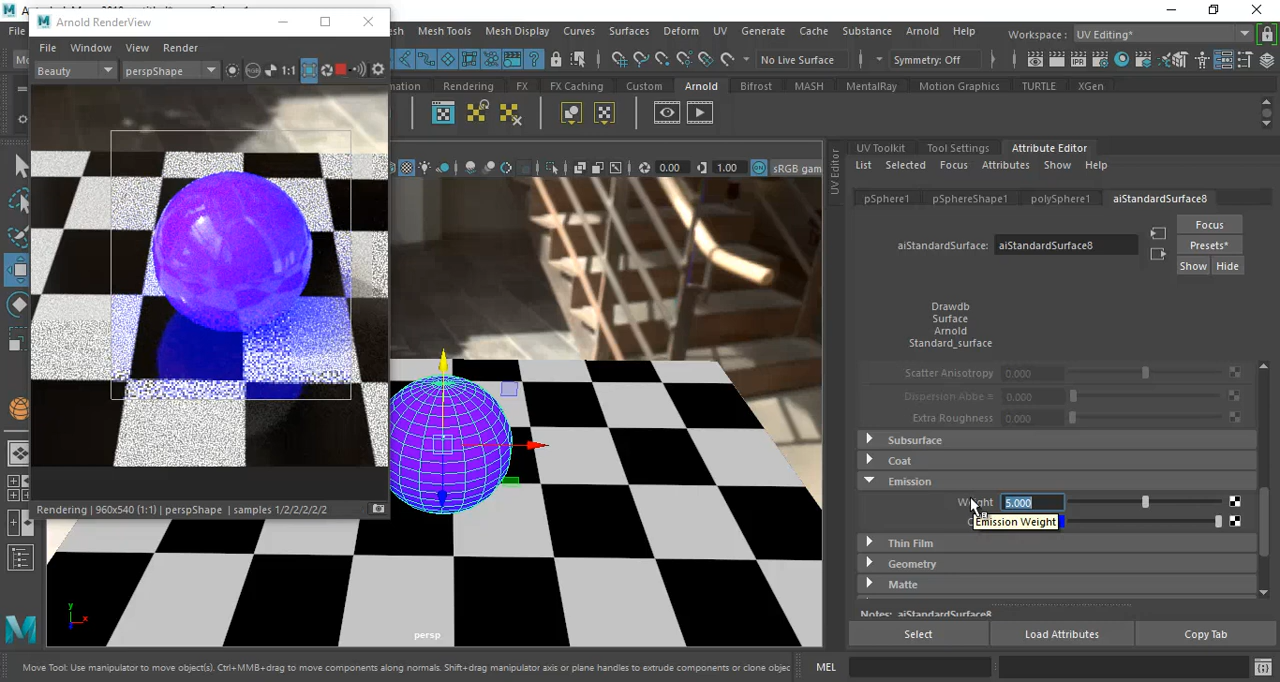 Arnold RenderView
File Window View Render
Beauty perspShape 1:1
Rendering | 960x540 (1:1) | perspShape | samples 1/2/2/2/2/2
File
Mesh Tools Mesh Display Curves Surfaces Deform UV Generate Cache Substance Arnold Help
Workspace : UV Editing*
No Live Surface Symmetry: Off
Rendering FX FX Caching Custom Arnold Bifrost MASH MentalRay Motion Graphics TURTLE XGen
0.00 1.00 ON sRGB gam
persp
UV Editor
UV Toolkit Tool Settings Attribute Editor
List Selected Focus Attributes Show Help
pSphere1 pSphereShape1 polySphere1 aiStandardSurface8
aiStandardSurface: aiStandardSurface8
Focus
Presets*
Show Hide
Drawdb
Surface
Arnold
Standard_surface
Scatter Anisotropy 0.000
Dispersion Abbe 0.000
Extra Roughness 0.000
Subsurface
Coat
Emission
Weight 5.000
Emission Weight
Thin Film
Geometry
Matte
Notes: aiStandardSurface8
Select Load Attributes Copy Tab
Move Tool: Use manipulator to move object(s). Ctrl+MMB+drag to move components along normals. Shift+drag manipulator axis or plane handles to extrude components or clone objec
MEL